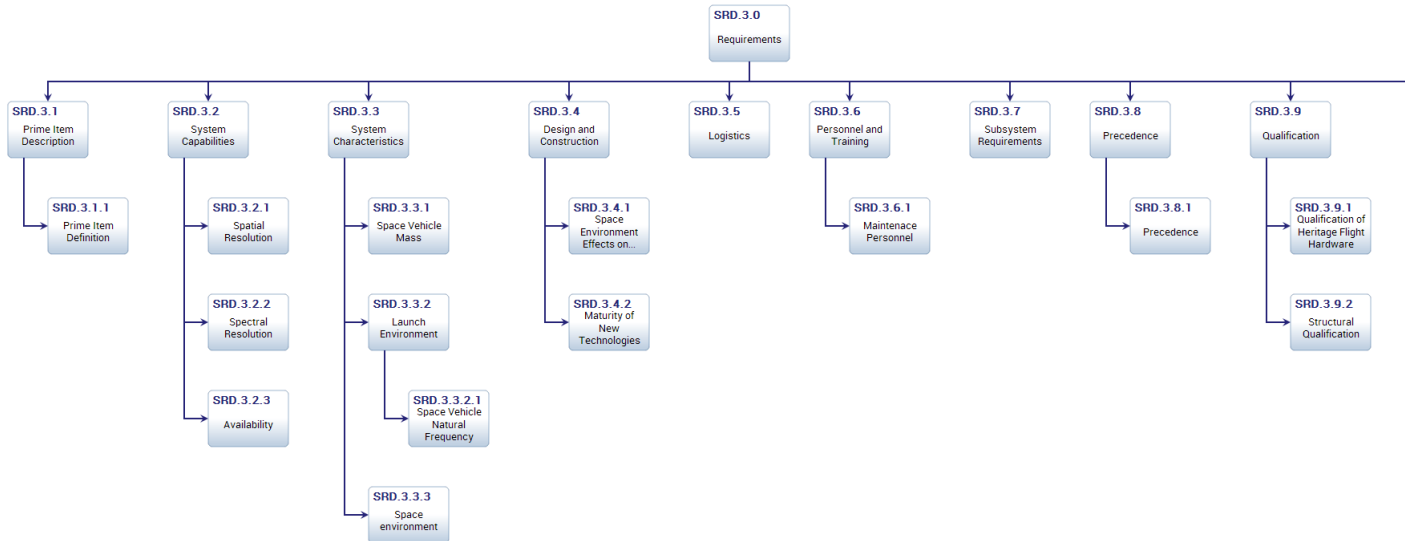 SRD.3.0
Requirements
SRD.3.1
Prime Item
Description
SRD.3.2
System
Capabilities
SRD.3.3
System
Characteristics
SRD.3.4
Design and
Construction
SRD.3.5
Logistics
SRD.3.6
Personnel and
Training
SRD.3.7
Subsystem
Requirements
SRD.3.8
Precedence
SRD.3.9
Qualification
SRD.3.1.1
Prime Item
Definition
SRD.3.2.1
Spatial
Resolution
SRD.3.3.1
Space Vehicle
Mass
SRD.3.4.1
Space
Environment
Effects on...
SRD.3.6.1
Maintenace
Personnel
SRD.3.8.1
Precedence
SRD.3.9.1
Qualification of
Heritage Flight
Hardware
SRD.3.2.2
Spectral
Resolution
SRD.3.3.2
Launch
Environment
SRD.3.4.2
Maturity of
New
Technologies
SRD.3.9.2
Structural
Qualification
SRD.3.2.3
Availability
SRD.3.3.2.1
Space Vehicle
Natural
Frequency
SRD.3.3.3
Space
environment